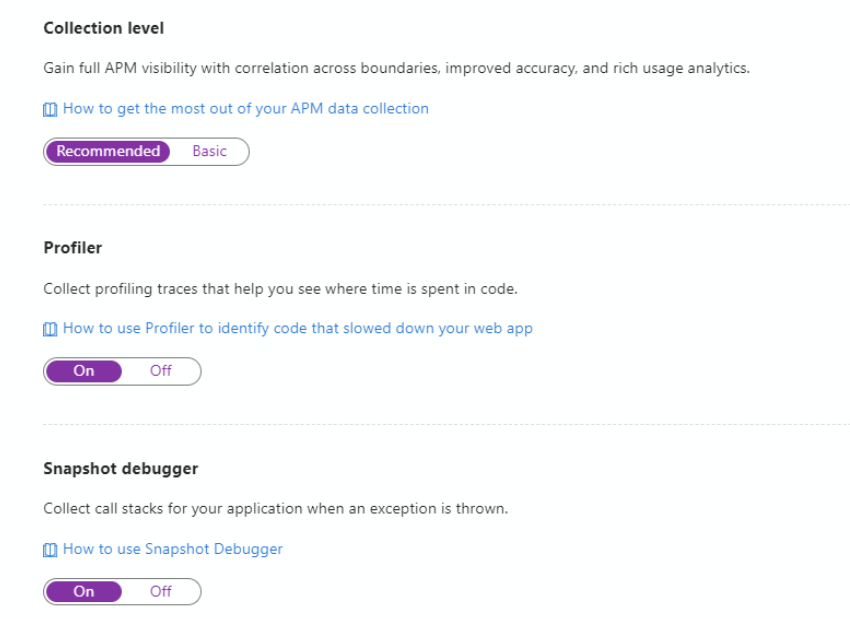 Collection level
Gain full APM visibility with correlation across boundaries, improved accuracy, and rich usage analytics.
How to get the most out of your APM data collection
Recommended Basic
Profiler
Collect profiling traces that help you see where time is spent in code.
How to use Profiler to identify code that slowed down your web app
On Off
Snapshot debugger
Collect call stacks for your application when an exception is thrown.
How to use Snapshot Debugger
On Off